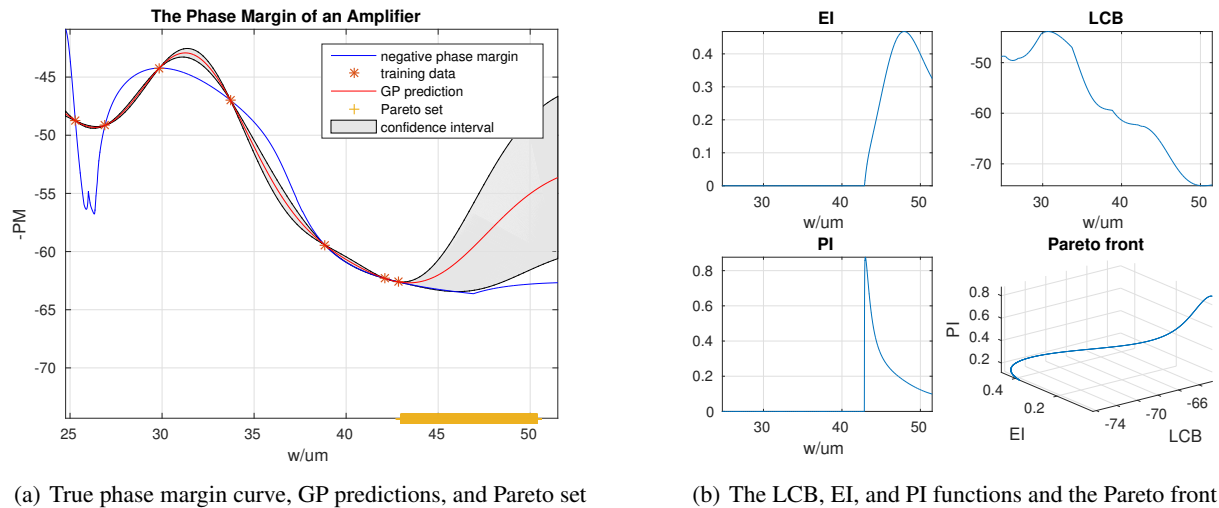 The Phase Margin of an Amplifier
negative phase margin
training data
GP prediction
Pareto set
confidence interval
-45
-50
-55
-60
-65
-70
-PM
25
30
35
40
45
50
w/um
(a) True phase margin curve, GP predictions, and Pareto set
EI
0.4
0.3
0.2
0.1
0
30
40
50
w/um
LCB
-50
-60
-70
30
40
50
w/um
PI
0.8
0.6
0.4
0.2
0
30
40
50
w/um
Pareto front
0.8
0.6
0.4
0.2
PI
0.4
0.2
EI
-74
-70
-66
LCB
(b) The LCB, EI, and PI functions and the Pareto front